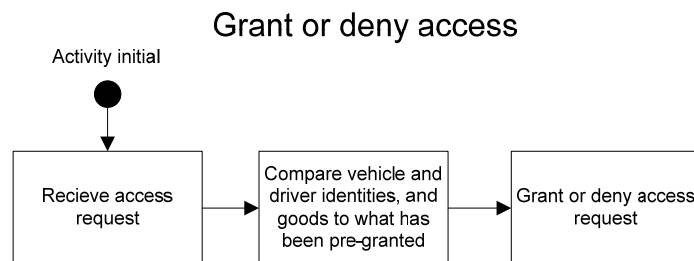 Grant or deny access
Activity initial
Recieve access
request
Compare vehicle and
driver identities, and
goods to what has
been pre-granted
Grant or deny access
request